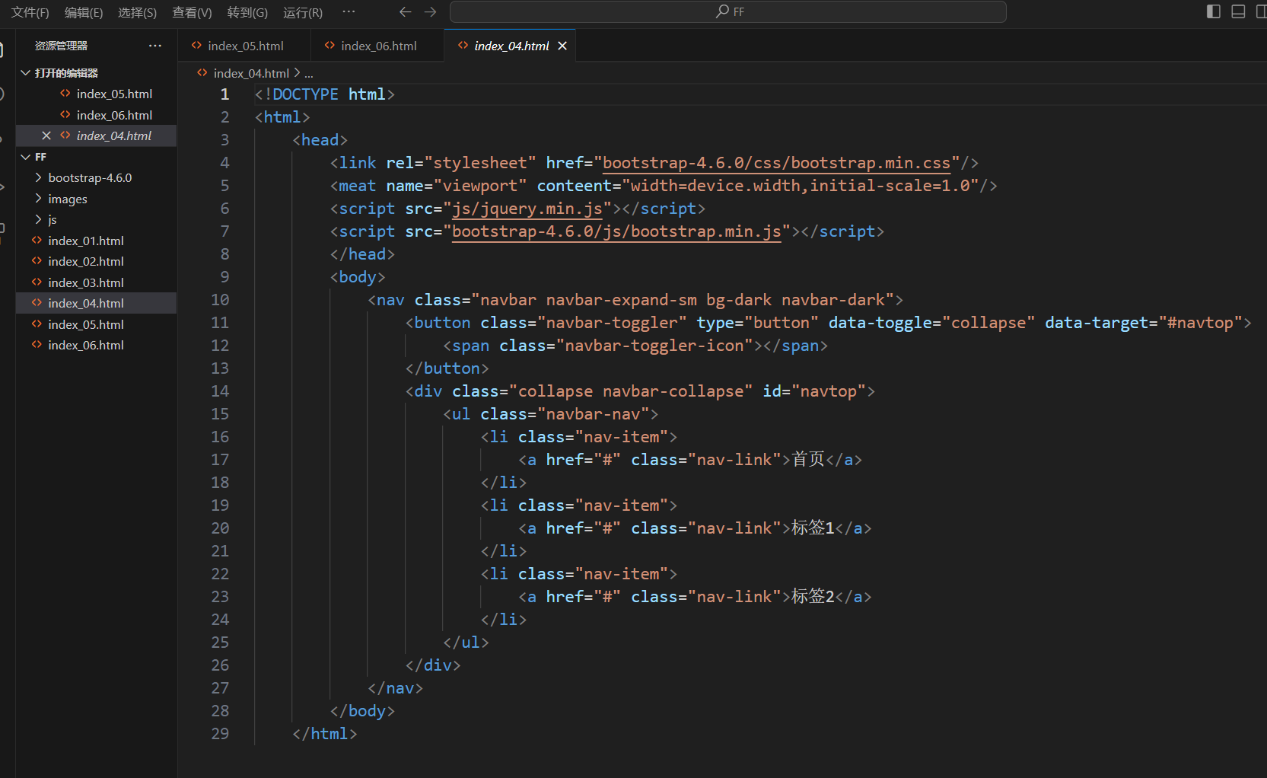 文件(F) 编辑(E) 选择(S) 查看(V) 转到(G) 运行(R) ··· ← → FF
资源管理器 ···
打开的编辑器
index_05.html
index_06.html
× index_04.html
FF
bootstrap-4.6.0
images
js
index_01.html
index_02.html
index_03.html
index_04.html
index_05.html
index_06.html
index_05.html index_06.html index_04.html ×
index_04.html > ...
1 <!DOCTYPE html>
2 <html>
3 <head>
4 <link rel="stylesheet" href="bootstrap-4.6.0/css/bootstrap.min.css"/>
5 <meat name="viewport" conteent="width=device.width,initial-scale=1.0"/>
6 <script src="js/jquery.min.js"></script>
7 <script src="bootstrap-4.6.0/js/bootstrap.min.js"></script>
8 </head>
9 <body>
10 <nav class="navbar navbar-expand-sm bg-dark navbar-dark">
11 <button class="navbar-toggler" type="button" data-toggle="collapse" data-target="#navtop">
12 <span class="navbar-toggler-icon"></span>
13 </button>
14 <div class="collapse navbar-collapse" id="navtop">
15 <ul class="navbar-nav">
16 <li class="nav-item">
17 <a href="#" class="nav-link">首页</a>
18 </li>
19 <li class="nav-item">
20 <a href="#" class="nav-link">标签1</a>
21 </li>
22 <li class="nav-item">
23 <a href="#" class="nav-link">标签2</a>
24 </li>
25 </ul>
26 </div>
27 </nav>
28 </body>
29 </html>